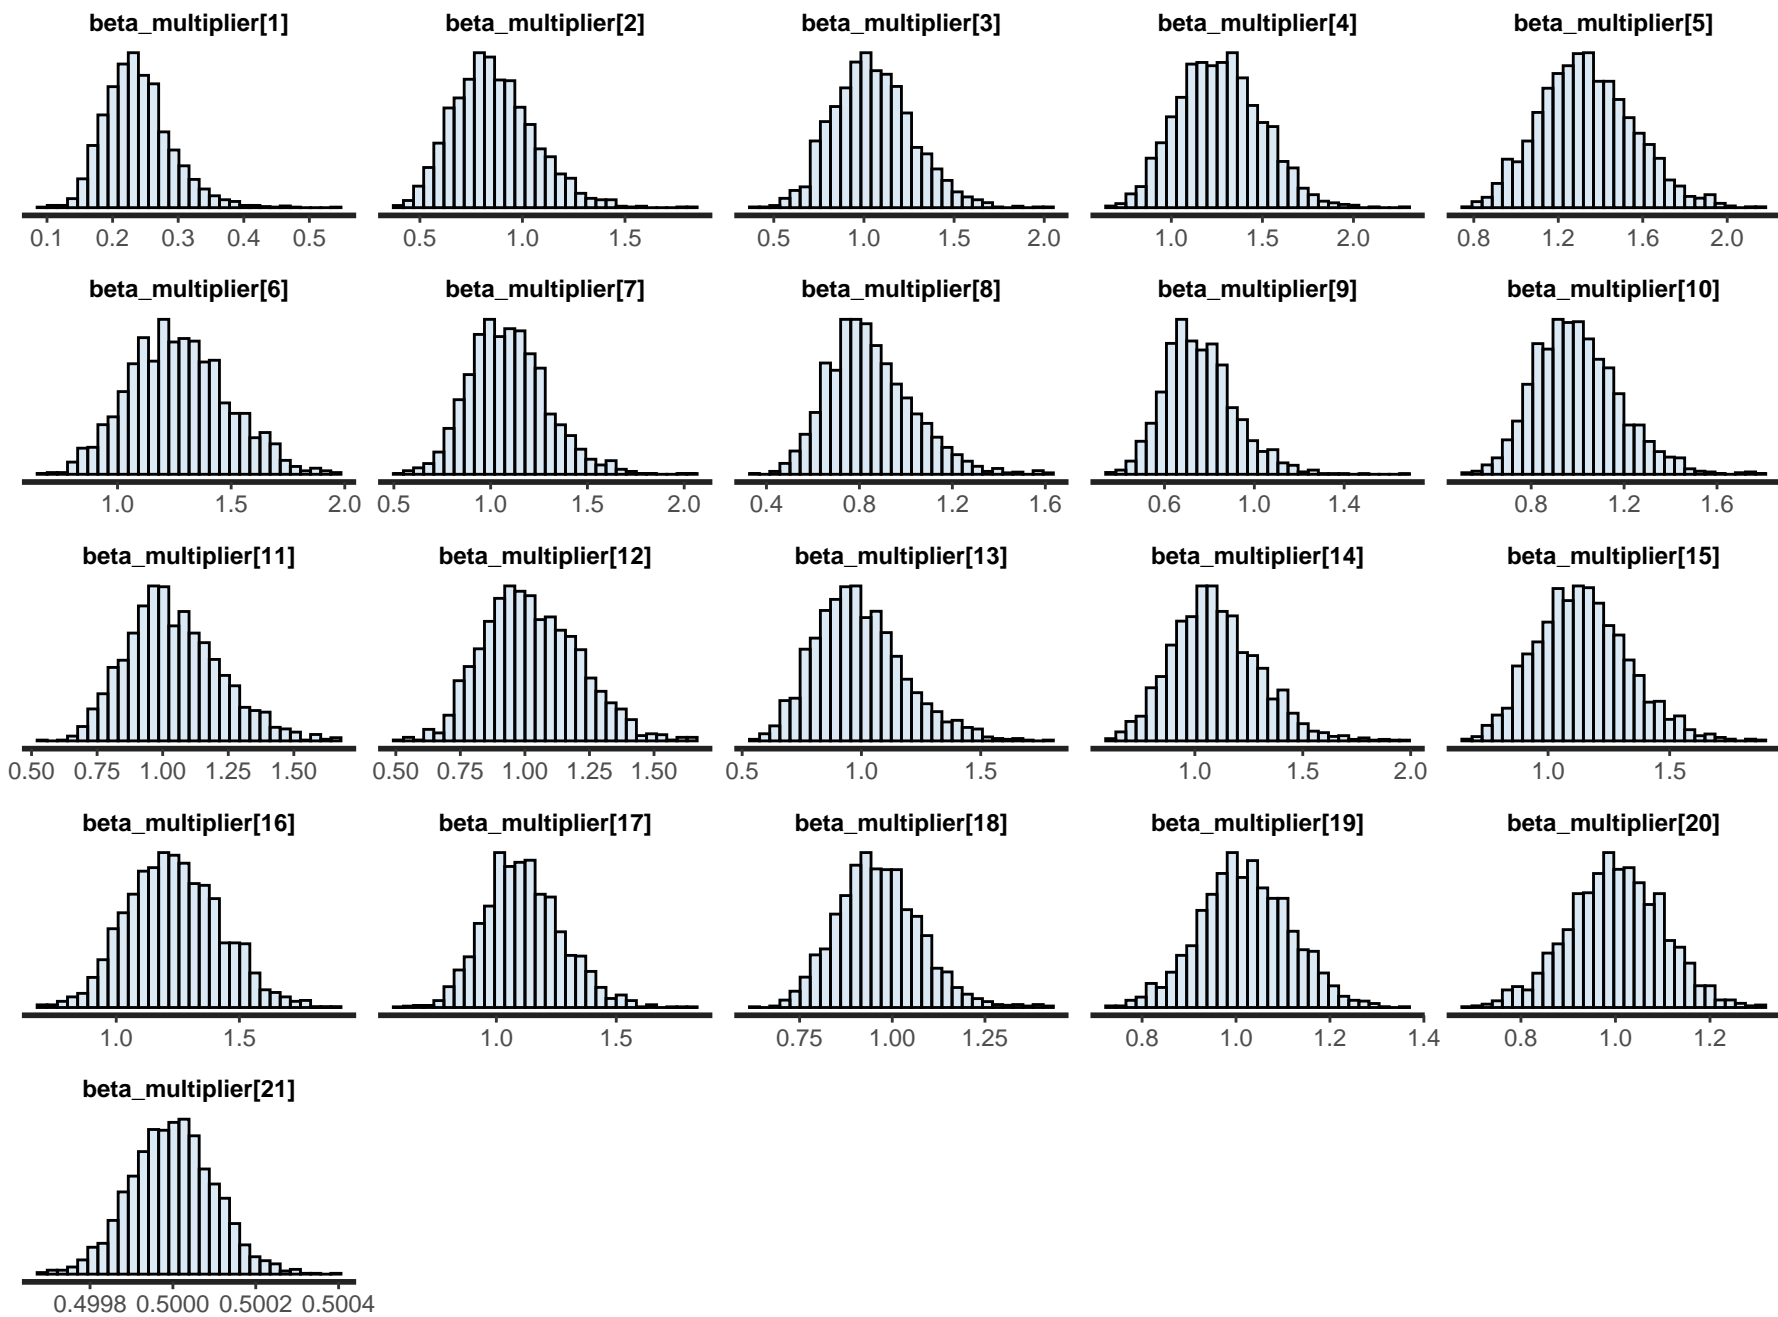 beta_multiplier[1] beta_multiplier[2] beta_multiplier[3] beta_multiplier[4] beta_multiplier[5]
0.1 0.2 0.3 0.4 0.5 0.5 1.0 1.5 0.5 1.0 1.5 2.0 1.0 1.5 2.0 0.8 1.2 1.6 2.0
beta_multiplier[6] beta_multiplier[7] beta_multiplier[8] beta_multiplier[9] beta_multiplier[10]
1.0 1.5 2.0 0.5 1.0 1.5 2.0 0.4 0.8 1.2 1.6 0.6 1.0 1.4 0.8 1.2 1.6
beta_multiplier[11] beta_multiplier[12] beta_multiplier[13] beta_multiplier[14] beta_multiplier[15]
0.50 0.75 1.00 1.25 1.50 0.50 0.75 1.00 1.25 1.50 0.5 1.0 1.5 1.0 1.5 2.0 1.0 1.5
beta_multiplier[16] beta_multiplier[17] beta_multiplier[18] beta_multiplier[19] beta_multiplier[20]
1.0 1.5 1.0 1.5 0.75 1.00 1.25 0.8 1.0 1.2 1.4 0.8 1.0 1.2
beta_multiplier[21]
0.4998 0.5000 0.5002 0.5004